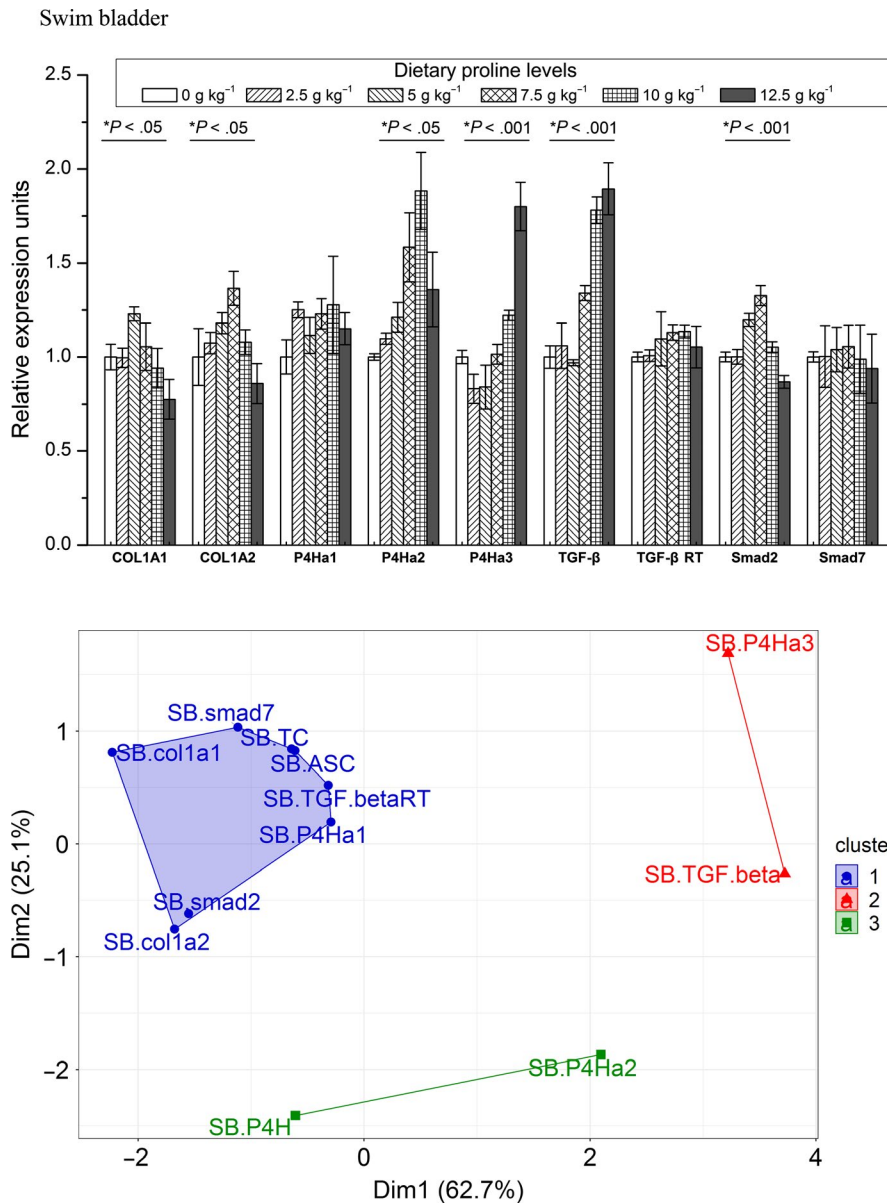 Swim bladder
2.5
Dietary proline levels
0 g kg⁻¹ 2.5 g kg⁻¹ 5 g kg⁻¹ 7.5 g kg⁻¹ 10 g kg⁻¹ 12.5 g kg⁻¹
*P < .05 *P < .05 *P < .05 *P < .001 *P < .001 *P < .001
2.0
1.5
1.0
0.5
0.0
Relative expression units
COL1A1 COL1A2 P4Ha1 P4Ha2 P4Ha3 TGF-β TGF-β RT Smad2 Smad7
SB.P4Ha3
SB.smad7
SB.TC
SB.col1a1
SB.ASC
SB.TGF.betaRT
SB.P4Ha1
SB.TGF.beta
SB.smad2
SB.col1a2
SB.P4Ha2
SB.P4H
1
0
−1
−2
Dim2 (25.1%)
−2 0 2 4
Dim1 (62.7%)
cluste
a 1
a 2
a 3